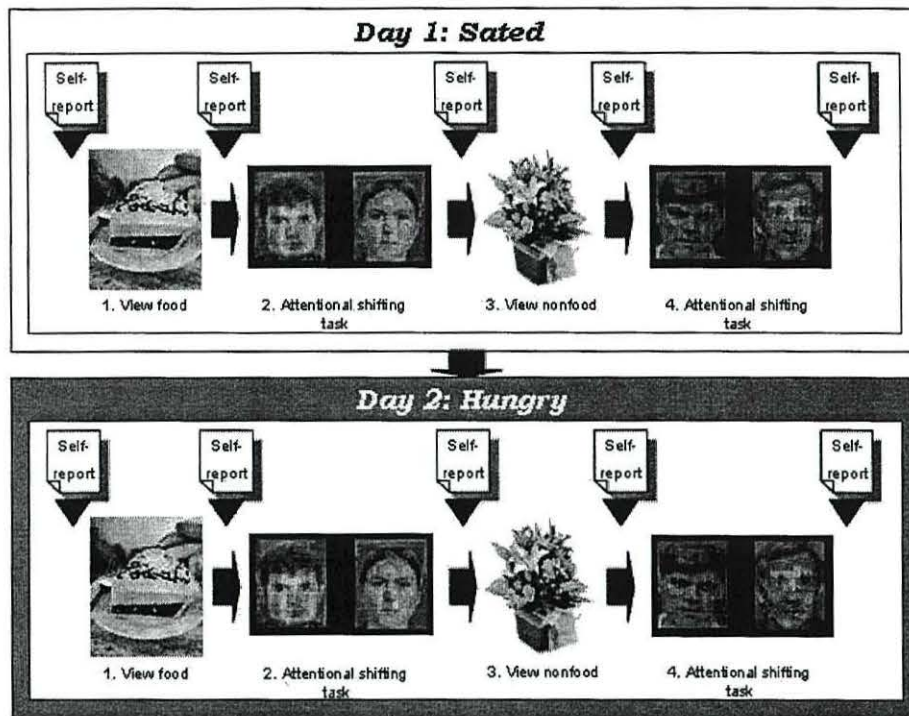 Day 1: Sated
Self-
report
Self-
report
Self-
report
Self-
report
Self-
report
1. View food
2. Attentional shifting
task
3. View nonfood
4. Attentional shifting
task
Day 2: Hungry
Self-
report
Self-
report
Self-
report
Self-
report
Self-
report
1. View food
2. Attentional shifting
task
3. View nonfood
4. Attentional shifting
task